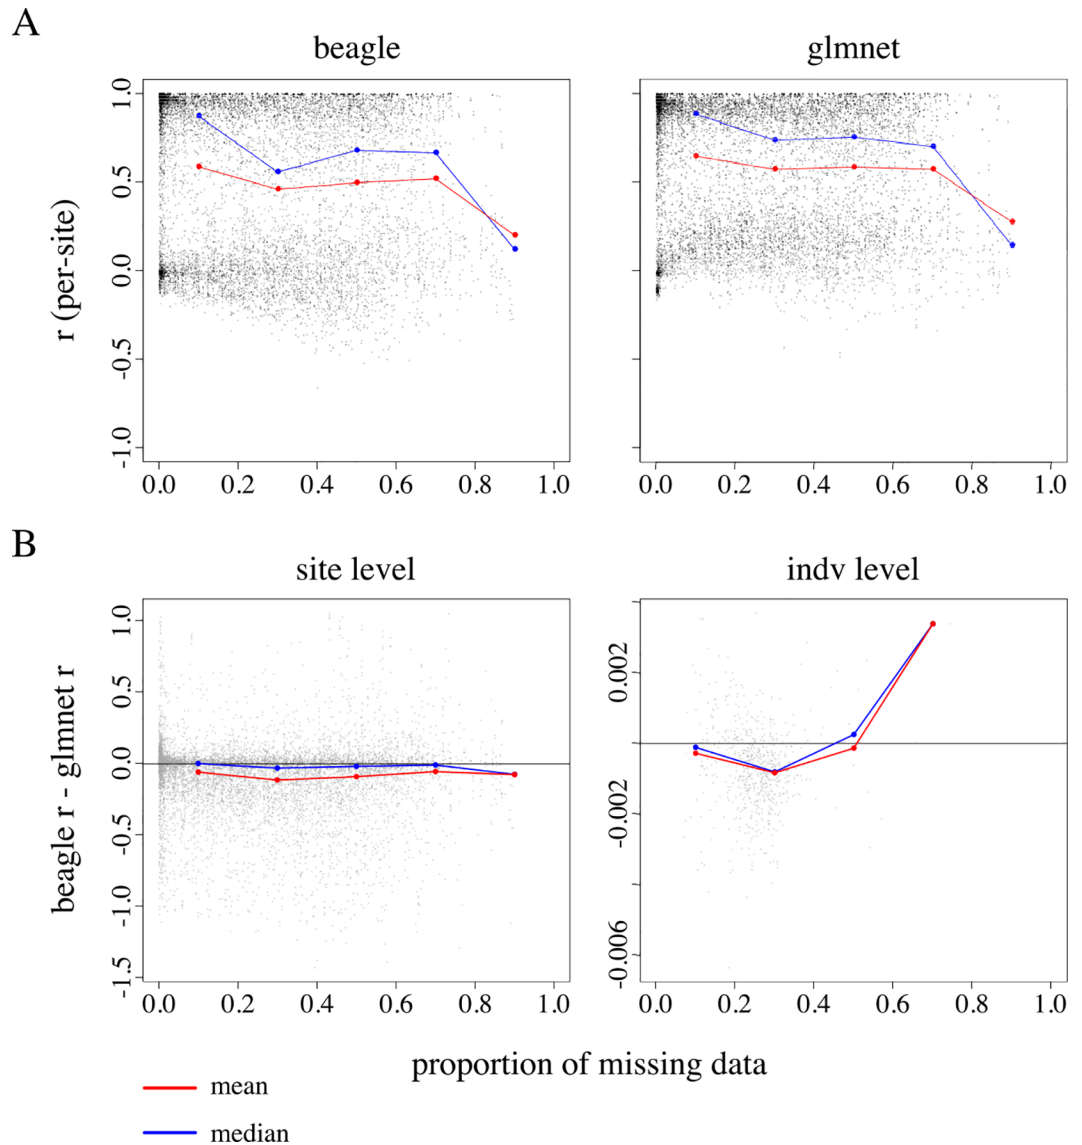 A
beagle
glmnet
r (per-site)
1.0
0.5
0.0
-0.5
-1.0
0.0 0.2 0.4 0.6 0.8 1.0
0.0 0.2 0.4 0.6 0.8 1.0
B
site level
indv level
beagle r - glmnet r
1.0
0.5
0.0
-0.5
-1.0
-1.5
0.002
-0.002
-0.006
0.0 0.2 0.4 0.6 0.8 1.0
0.0 0.2 0.4 0.6 0.8 1.0
proportion of missing data
mean
median